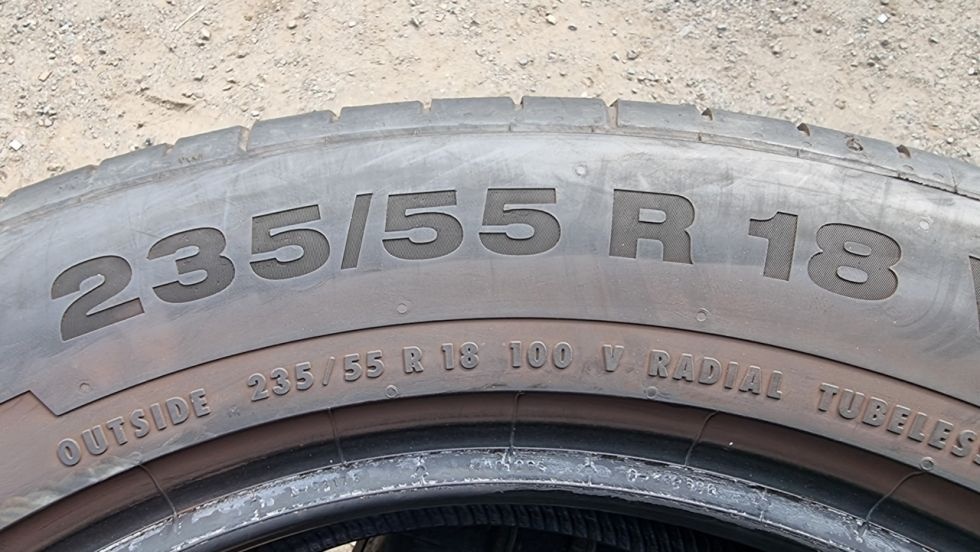 235/55 R 18
OUTSIDE 235/55 R 18 100 V RADIAL TUBELESS